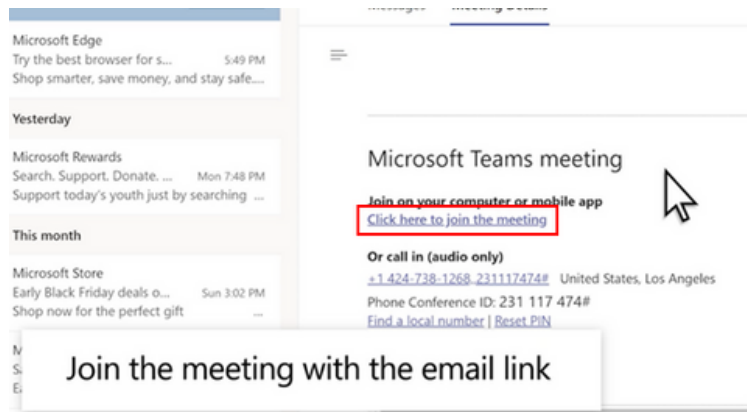 Messages Meeting Details
Microsoft Edge
Try the best browser for s... 5:49 PM
Shop smarter, save money, and stay safe....
Yesterday
Microsoft Rewards
Search. Support. Donate. ... Mon 7:48 PM
Support today's youth just by searching ...
This month
Microsoft Store
Early Black Friday deals o... Sun 3:02 PM
Shop now for the perfect gift ...
Microsoft Teams meeting
Join on your computer or mobile app
Click here to join the meeting
Or call in (audio only)
+1 424-738-1268,,231117474# United States, Los Angeles
Phone Conference ID: 231 117 474#
Find a local number | Reset PIN
Join the meeting with the email link